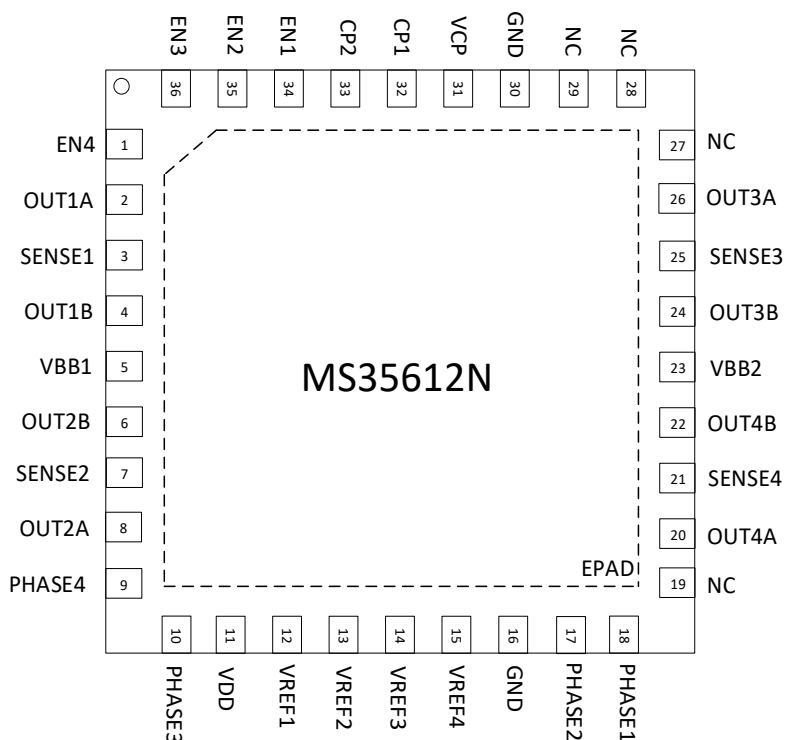 EN3 EN2 EN1 CP2 CP1 VCP GND NC NC
36 35 34 33 32 31 30 29 28
EN4 1
OUT1A 2
SENSE1 3
OUT1B 4
VBB1 5
OUT2B 6
SENSE2 7
OUT2A 8
PHASE4 9
MS35612N
EPAD
27 NC
26 OUT3A
25 SENSE3
24 OUT3B
23 VBB2
22 OUT4B
21 SENSE4
20 OUT4A
19 NC
10 11 12 13 14 15 16 17 18
PHASE3 VDD VREF1 VREF2 VREF3 VREF4 GND PHASE2 PHASE1